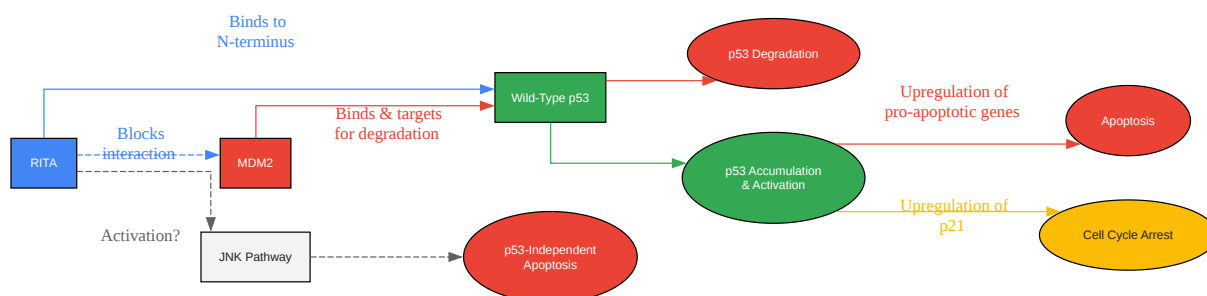 Binds to
N-terminus
p53 Degradation
Wild-Type p53
Upregulation of
pro-apoptotic genes
Binds & targets
for degradation
Apoptosis
Blocks
interaction
RITA
MDM2
p53 Accumulation
& Activation
Upregulation of
p21
Cell Cycle Arrest
Activation?
JNK Pathway
p53-Independent
Apoptosis